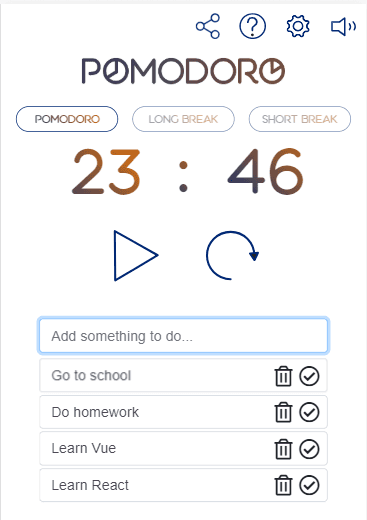 POMODORO
POMODORO LONG BREAK SHORT BREAK
23 : 46
Add something to do...
Go to school
Do homework
Learn Vue
Learn React